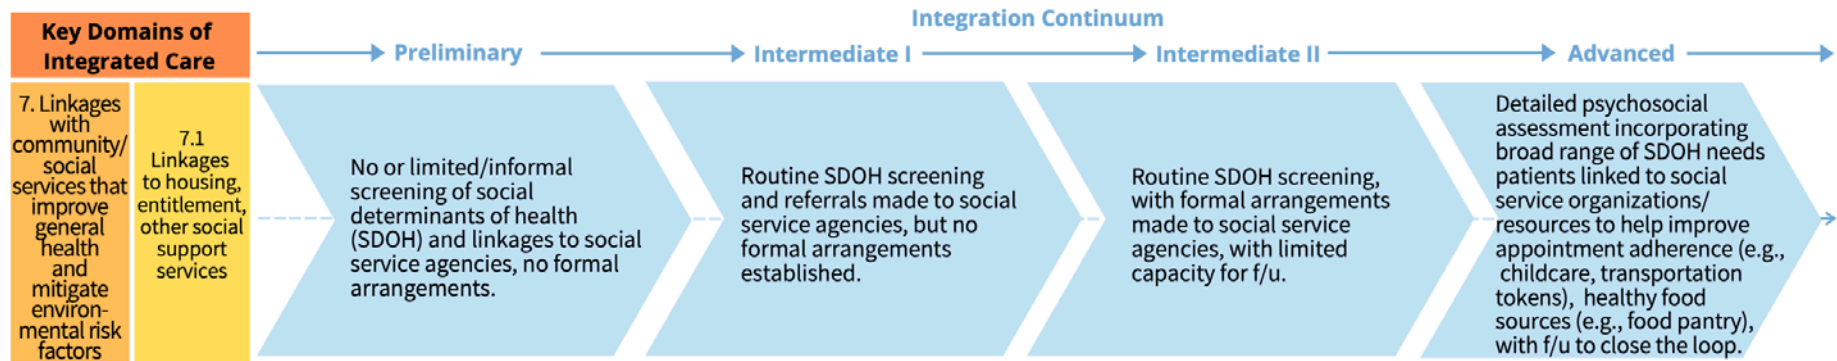 Integration Continuum
Key Domains of
Integrated Care
Preliminary
Intermediate I
Intermediate II
Advanced
7. Linkages
with
community/
social
services that
improve
general
health
and
mitigate
environ-
mental risk
factors
7.1
Linkages
to housing,
entitlement,
other social
support
services
No or limited/informal
screening of social
determinants of health
(SDOH) and linkages to social
service agencies, no formal
arrangements.
Routine SDOH screening
and referrals made to social
service agencies, but no
formal arrangements
established.
Routine SDOH screening,
with formal arrangements
made to social service
agencies, with limited
capacity for f/u.
Detailed psychosocial
assessment incorporating
broad range of SDOH needs
patients linked to social
service organizations/
resources to help improve
appointment adherence (e.g.,
childcare, transportation
tokens), healthy food
sources (e.g., food pantry),
with f/u to close the loop.